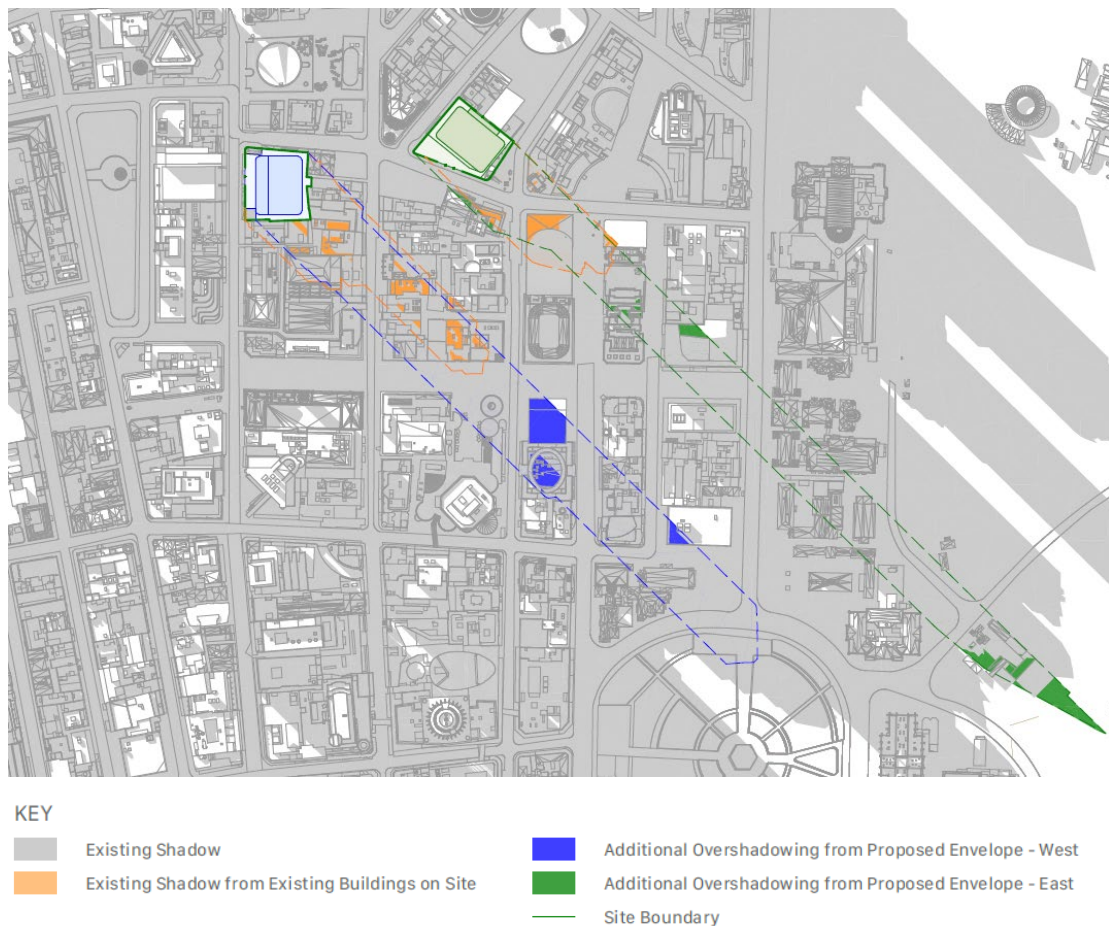 KEY
Existing Shadow
Existing Shadow from Existing Buildings on Site
Additional Overshadowing from Proposed Envelope - West
Additional Overshadowing from Proposed Envelope - East
Site Boundary